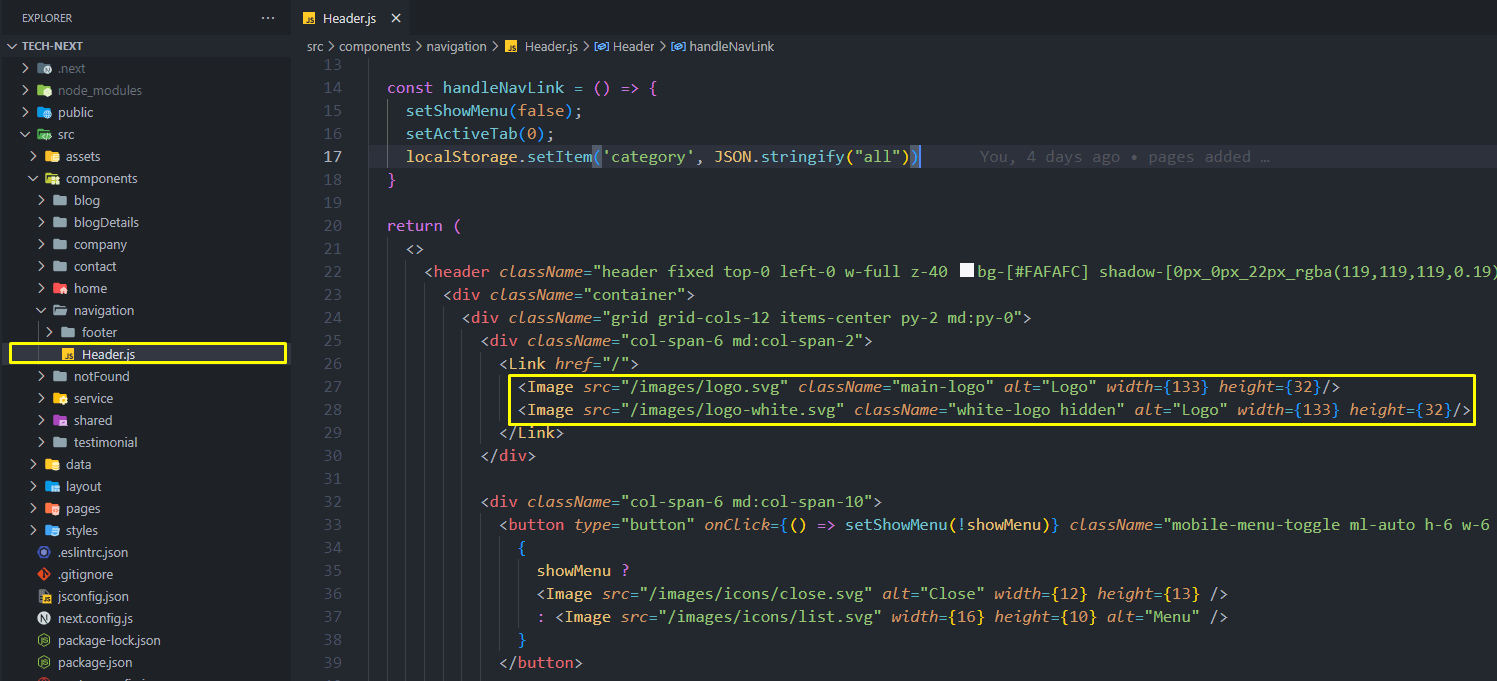 EXPLORER
TECH-NEXT
.next
node_modules
public
src
assets
components
blog
blogDetails
company
contact
home
navigation
footer
Header.js
notFound
service
shared
testimonial
data
layout
pages
styles
.eslintrc.json
.gitignore
jsconfig.json
next.config.js
package-lock.json
package.json
Header.js
src > components > navigation > Header.js > Header > handleNavLink
13
14 const handleNavLink = () => {
15 setShowMenu(false);
16 setActiveTab(0);
17 localStorage.setItem('category', JSON.stringify("all")) You, 4 days ago • pages added …
18 }
19
20 return (
21 <>
22 <header className="header fixed top-0 left-0 w-full z-40 bg-[#FAFAFC] shadow-[0px_0px_22px_rgba(119,119,119,0.19)
23 <div className="container">
24 <div className="grid grid-cols-12 items-center py-2 md:py-0">
25 <div className="col-span-6 md:col-span-2">
26 <Link href="/">
27 <Image src="/images/logo.svg" className="main-logo" alt="Logo" width={133} height={32}/>
28 <Image src="/images/logo-white.svg" className="white-logo hidden" alt="Logo" width={133} height={32}/>
29 </Link>
30 </div>
31
32 <div className="col-span-6 md:col-span-10">
33 <button type="button" onClick={() => setShowMenu(!showMenu)} className="mobile-menu-toggle ml-auto h-6 w-6
34 {
35 showMenu ?
36 <Image src="/images/icons/close.svg" alt="Close" width={12} height={13} />
37 : <Image src="/images/icons/list.svg" width={16} height={10} alt="Menu" />
38 }
39 </button>